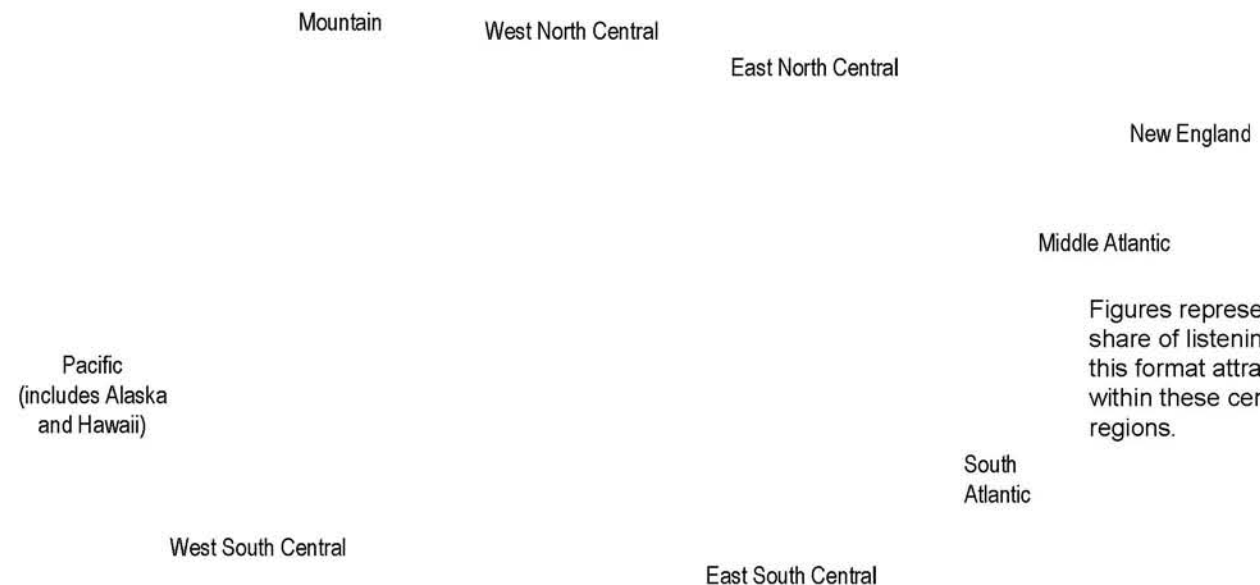 Mountain
West North Central
East North Central
New England
Middle Atlantic
Figures represe
share of listenin
this format attra
within these cer
regions.
Pacific
(includes Alaska
and Hawaii)
South
Atlantic
West South Central
East South Central